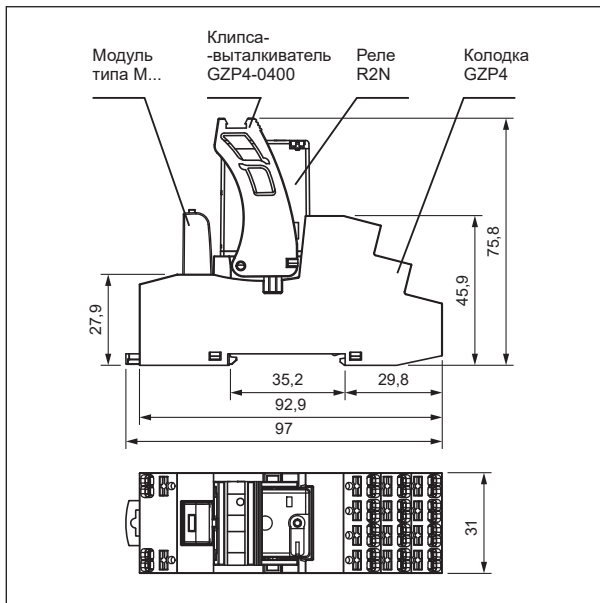 Модуль
типа М...
Клипса-
-выталкиватель
GZP4-0400
Реле
R2N
Колодка
GZP4
75,8
45,9
27,9
35,2
29,8
92,9
97
31